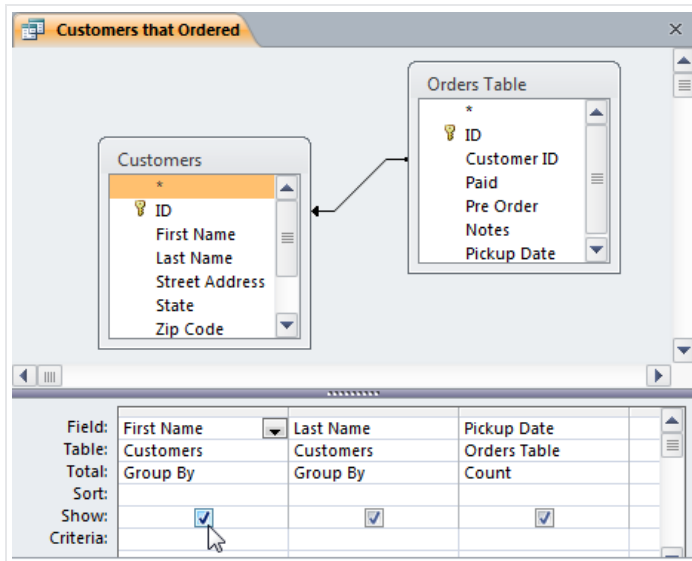 Customers that Ordered
Orders Table
*
ID
Customer ID
Paid
Pre Order
Notes
Pickup Date
Customers
*
ID
First Name
Last Name
Street Address
State
Zip Code
Field: First Name Last Name Pickup Date
Table: Customers Customers Orders Table
Total: Group By Group By Count
Sort:
Show:
Criteria: